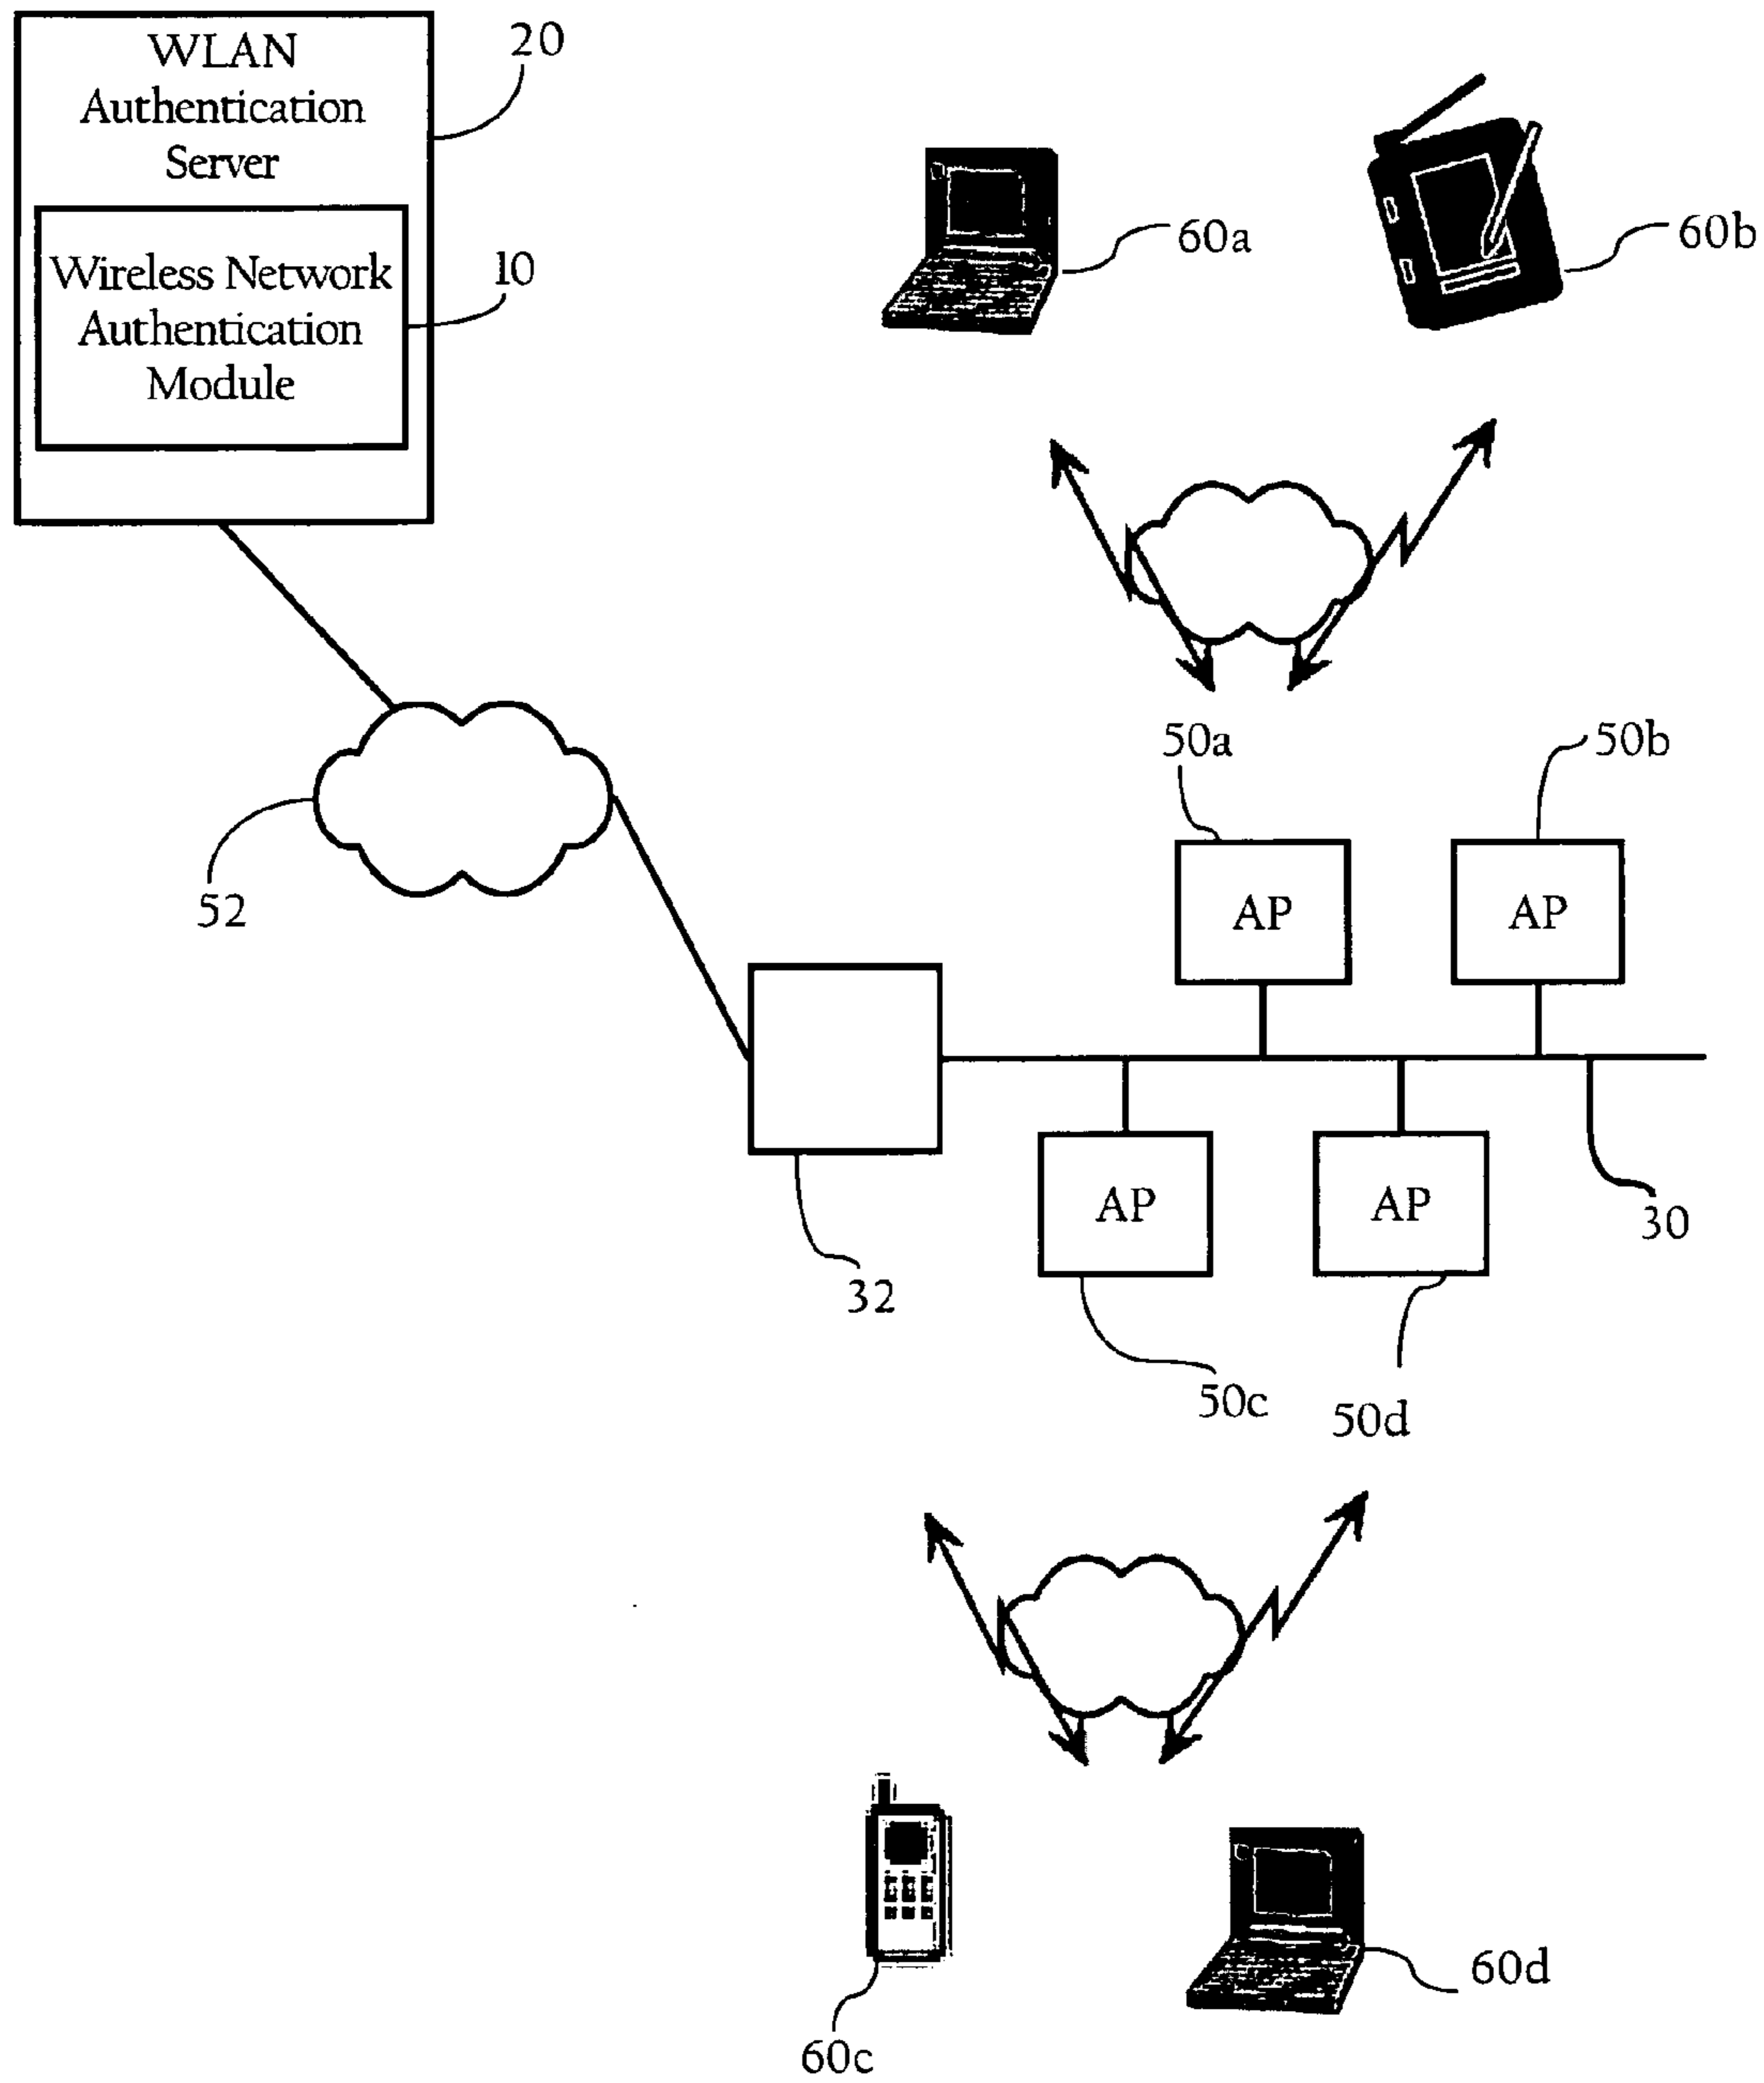 WLAN
Authentication
Server
20
Wireless Network
Authentication
Module
10
60a
60b
50a
50b
52
AP
AP
AP
AP
30
32
50c
50d
60c
60d